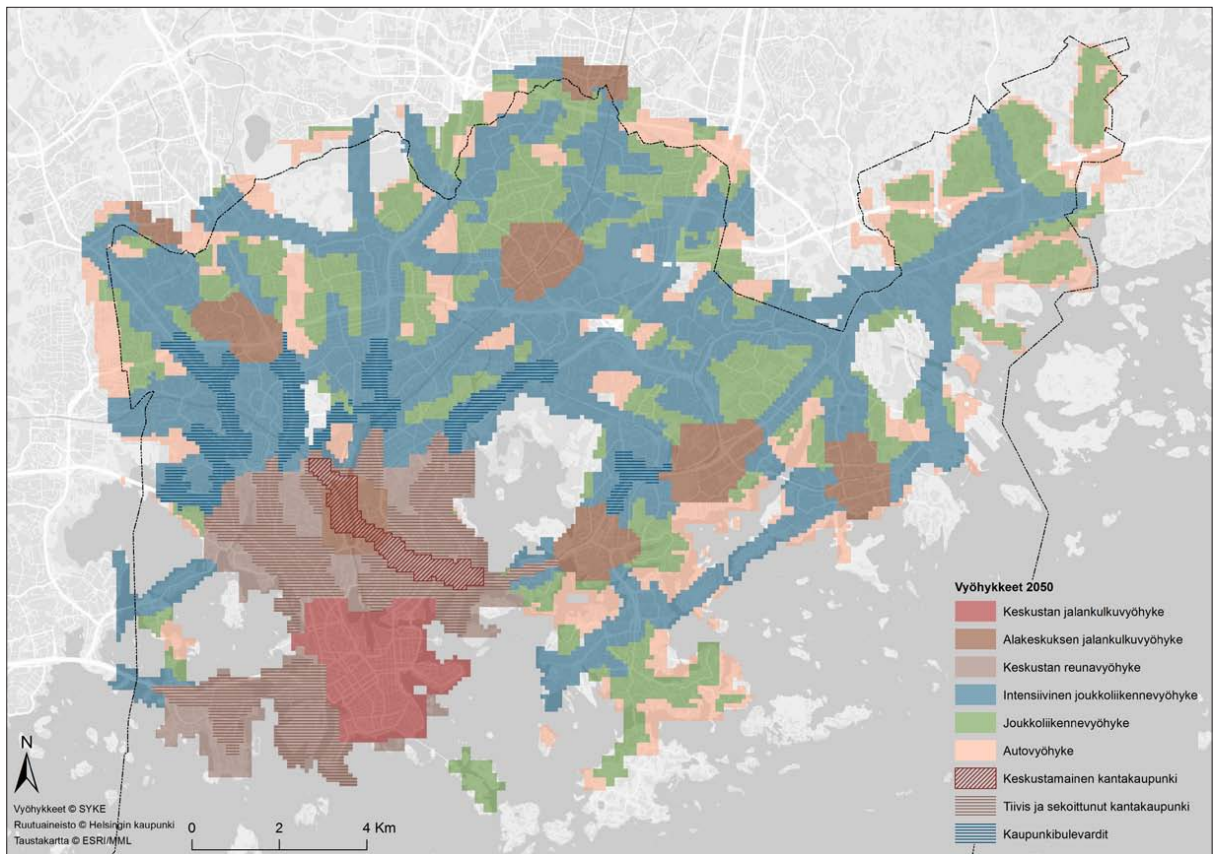 Vyöhykkeet 2050
Keskustan jalankulkuvyöhyke
Alakeskuksen jalankulkuvyöhyke
Keskustan reunavyöhyke
Intensiivinen joukkoliikennevyöhyke
Joukkoliikennevyöhyke
Autovyöhyke
Keskustamainen kantakaupunki
Tiivis ja sekoittunut kantakaupunki
Kaupunkibulevardit
N
Vyöhykkeet © SYKE
Ruutuaineisto © Helsingin kaupunki
Taustakartta © ESRI/MML
0 2 4 Km